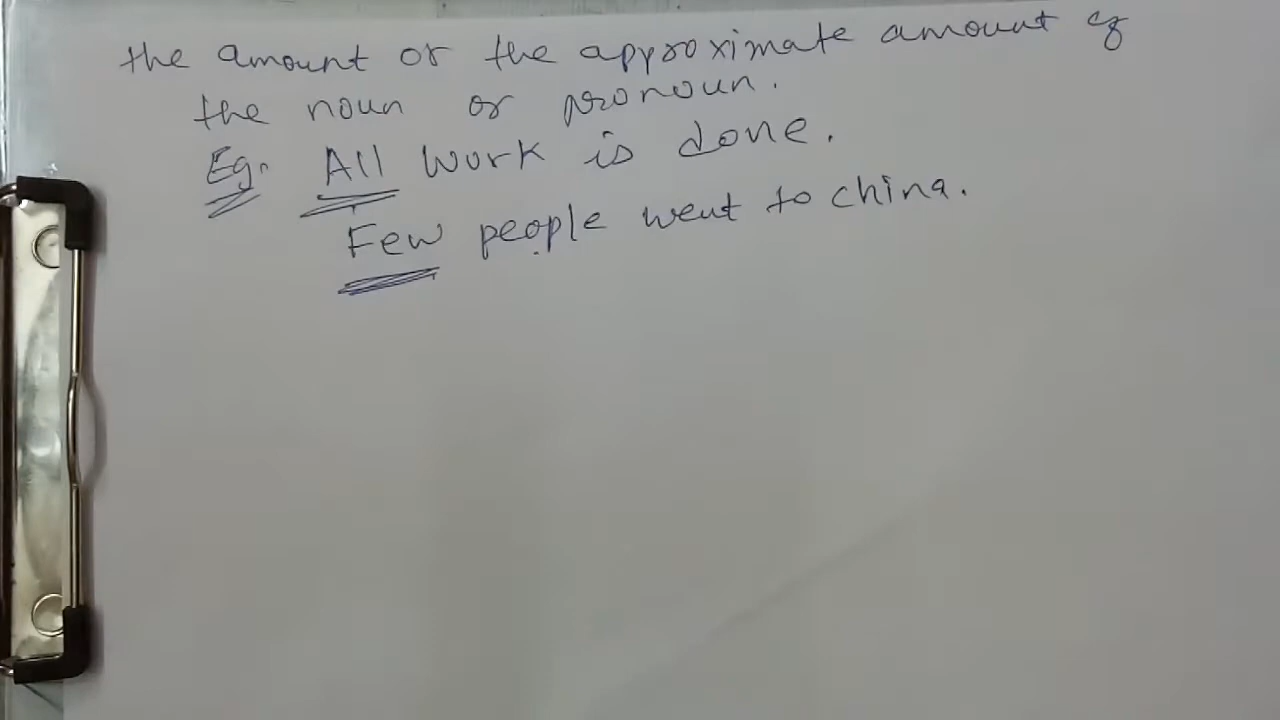 the amount or the approximate amount of
the noun or pronoun.
Eg. All work is done.
Few people went to china.